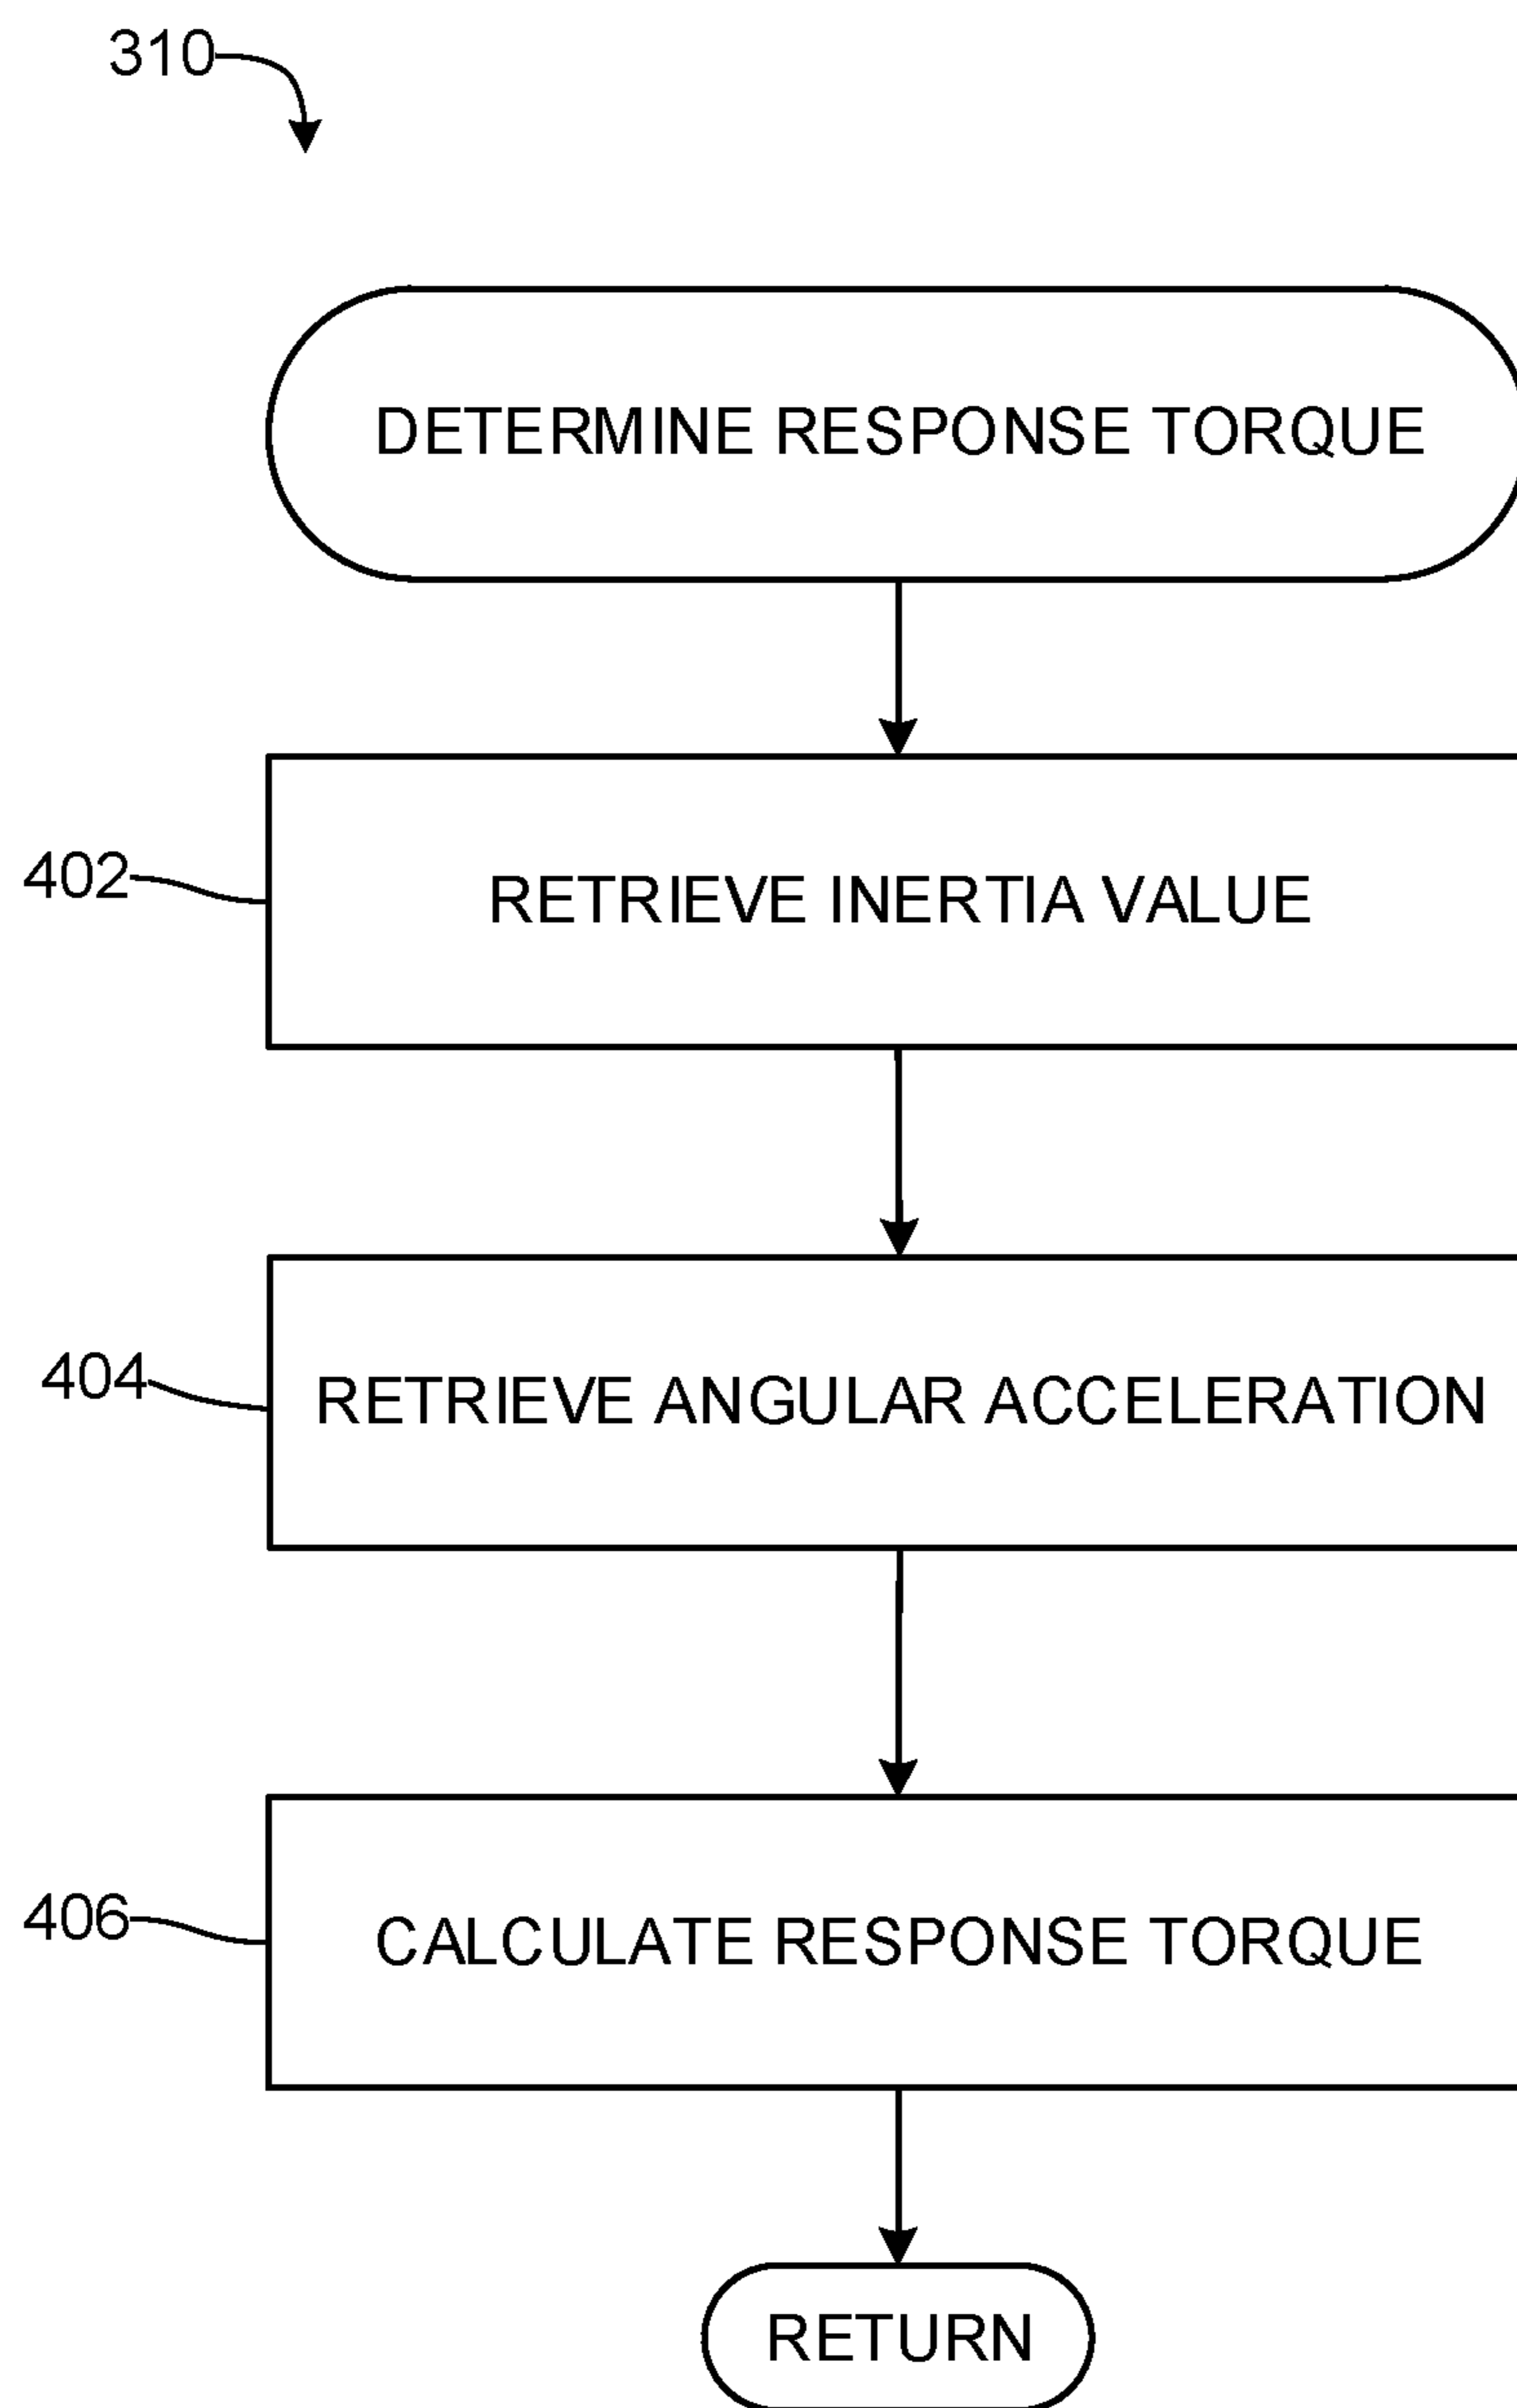 310
DETERMINE RESPONSE TORQUE
402
RETRIEVE INERTIA VALUE
404
RETRIEVE ANGULAR ACCELERATION
406
CALCULATE RESPONSE TORQUE
RETURN